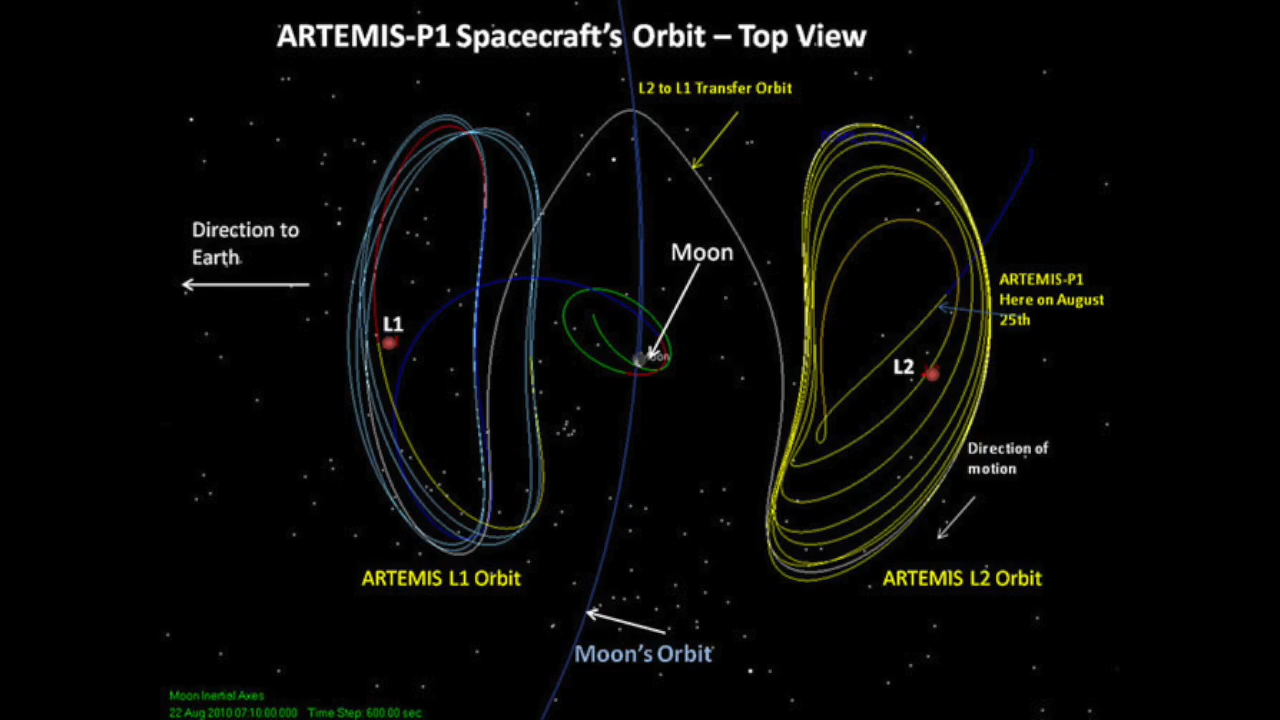 ARTEMIS-P1 Spacecraft's Orbit – Top View
L2 to L1 Transfer Orbit
Direction to
Earth
Moon
ARTEMIS-P1
Here on August
25th
L1
L2
Direction of
motion
ARTEMIS L1 Orbit
ARTEMIS L2 Orbit
Moon's Orbit
Moon Inertial Axes
22 Aug 2010 07:10:00.000 Time Step: 600.00 sec